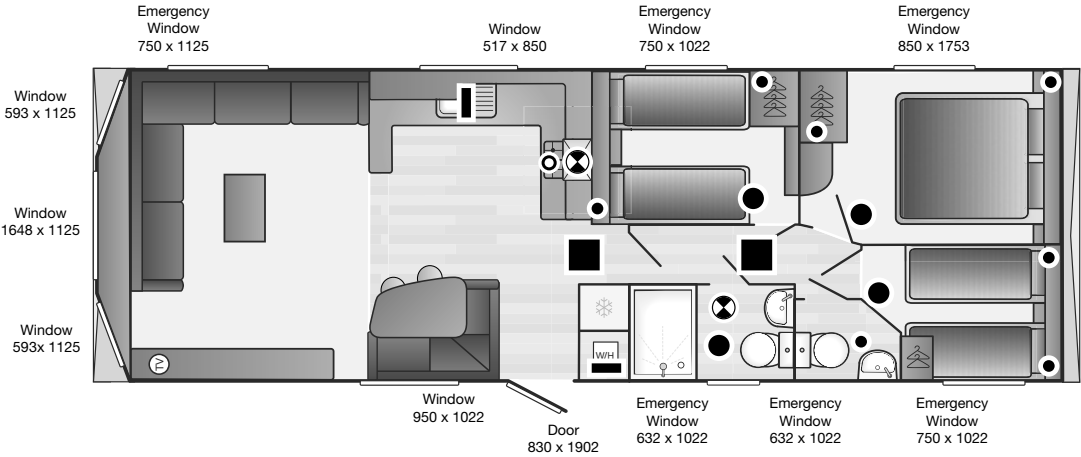 Emergency
Window
750 x 1125
Window
517 x 850
Emergency
Window
750 x 1022
Emergency
Window
850 x 1753
Window
593 x 1125
Window
1648 x 1125
Window
593x 1125
TV
W/H
Window
950 x 1022
Door
830 x 1902
Emergency
Window
632 x 1022
Emergency
Window
632 x 1022
Emergency
Window
750 x 1022